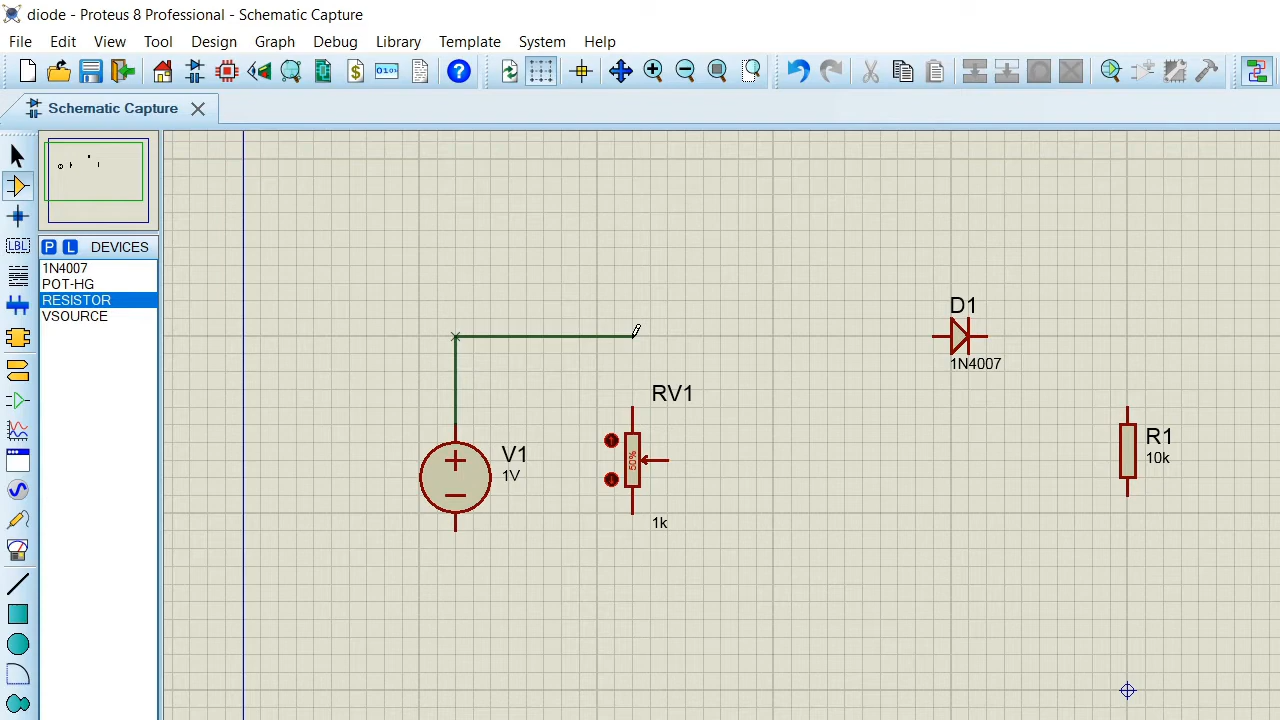 diode - Proteus 8 Professional - Schematic Capture
File Edit View Tool Design Graph Debug Library Template System Help
Schematic Capture
P L DEVICES
1N4007
POT-HG
RESISTOR
VSOURCE
LBL
D1
1N4007
RV1
50%
1k
V1
1V
R1
10k